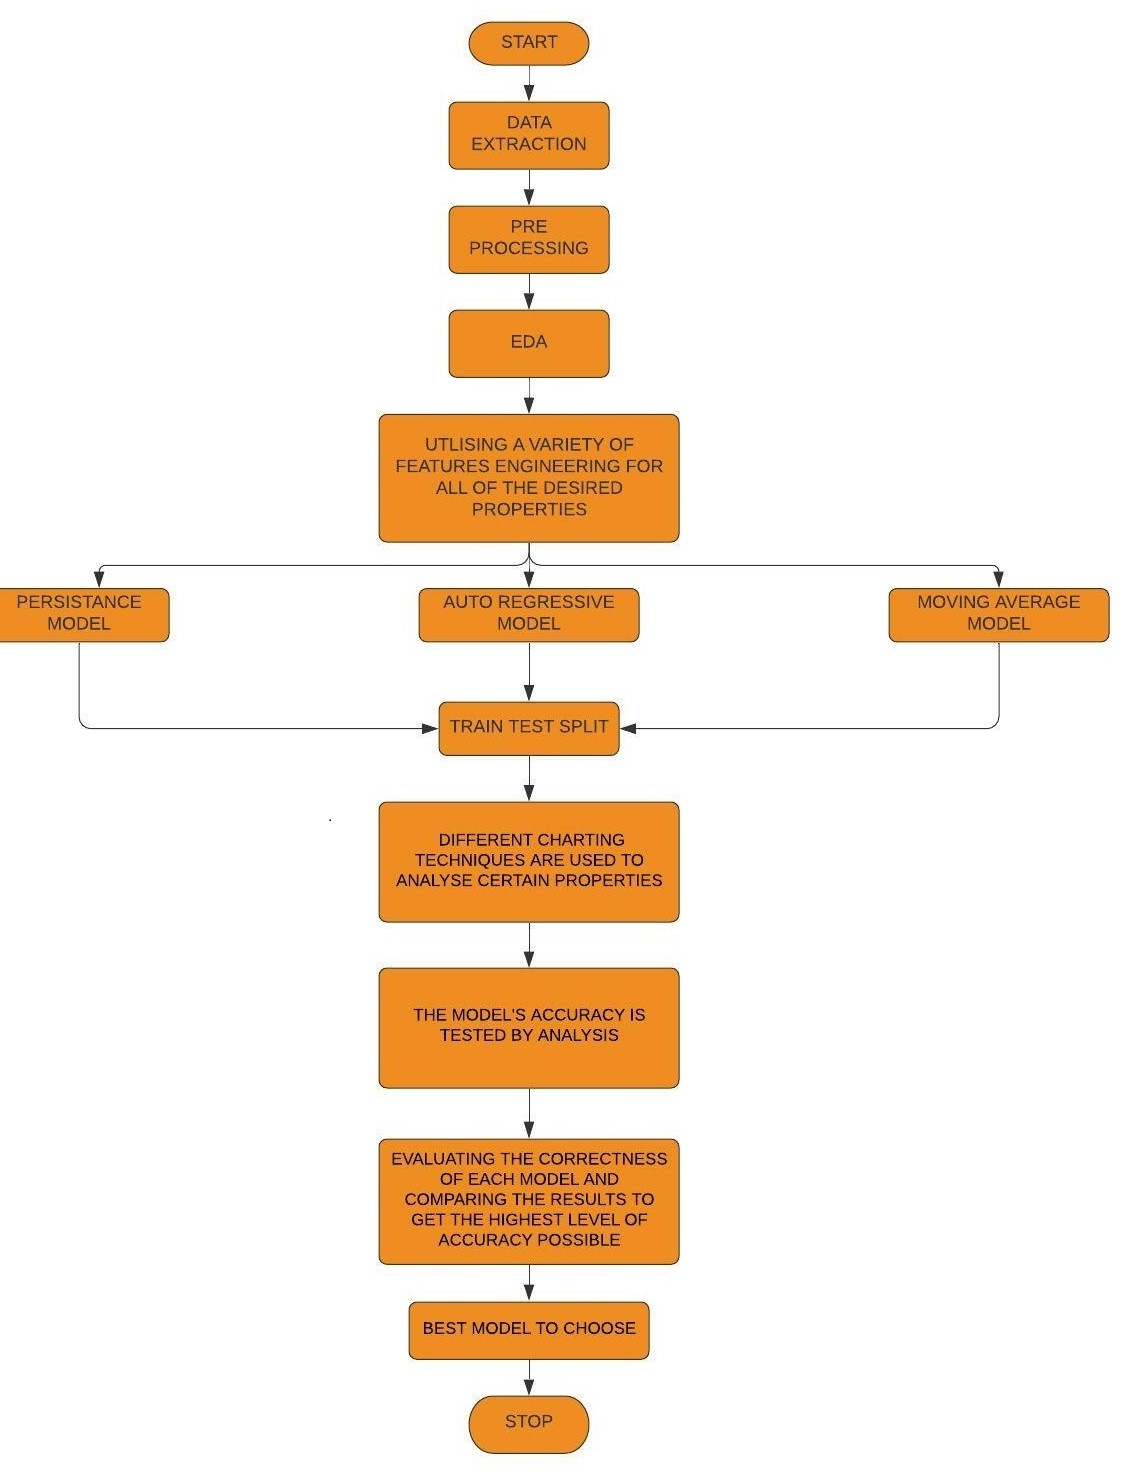 START
DATA
EXTRACTION
PRE
PROCESSING
EDA
UTLISING A VARIETY OF
FEATURES ENGINEERING FOR
ALL OF THE DESIRED
PROPERTIES
PERSISTANCE
MODEL
AUTO REGRESSIVE
MODEL
MOVING AVERAGE
MODEL
TRAIN TEST SPLIT
DIFFERENT CHARTING
TECHNIQUES ARE USED TO
ANALYSE CERTAIN PROPERTIES
THE MODEL'S ACCURACY IS
TESTED BY ANALYSIS
EVALUATING THE CORRECTNESS
OF EACH MODEL AND
COMPARING THE RESULTS TO
GET THE HIGHEST LEVEL OF
ACCURACY POSSIBLE
BEST MODEL TO CHOOSE
STOP